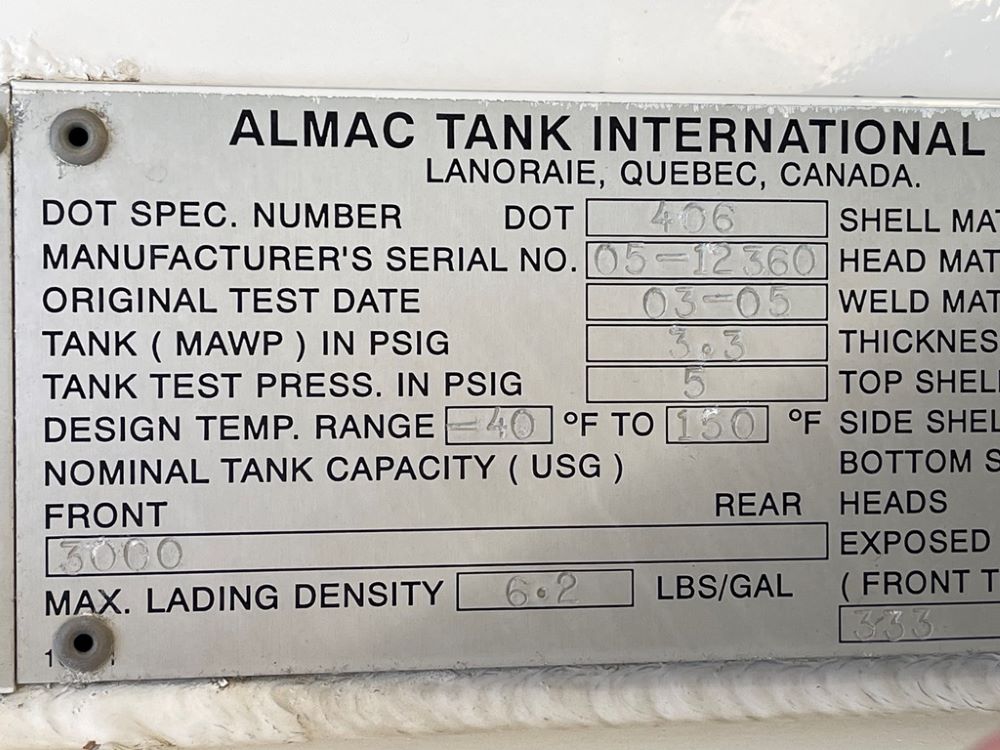 ALMAC TANK INTERNATIONAL
LANORAIE, QUEBEC, CANADA.
DOT SPEC. NUMBER DOT 406
MANUFACTURER'S SERIAL NO. 05-12360
ORIGINAL TEST DATE 03-05
TANK ( MAWP ) IN PSIG 3.3
TANK TEST PRESS. IN PSIG 5
DESIGN TEMP. RANGE -40 °F TO 150 °F
NOMINAL TANK CAPACITY ( USG )
FRONT REAR
3000
MAX. LADING DENSITY 6.2 LBS/GAL
SHELL MAT
HEAD MAT
WELD MAT
THICKNES
TOP SHELL
SIDE SHEL
BOTTOM S
HEADS
EXPOSED
( FRONT T
333